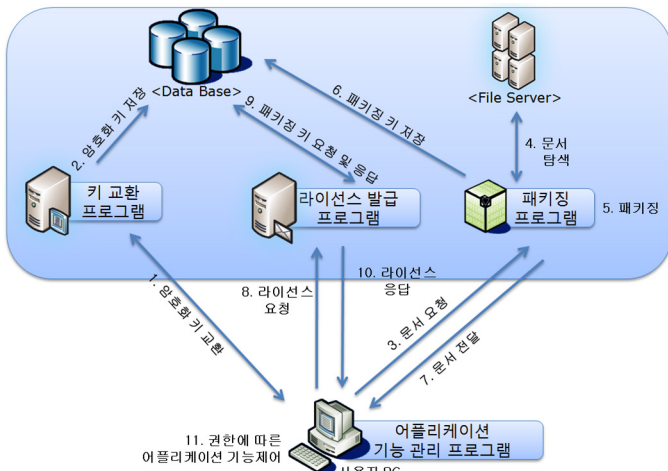 <Data Base>
<File Server>
2. 암호화 키 저장
9. 패키징 키 요청 및 응답
6. 패키징 키 저장
4. 문서
탐색
키 교환
프로그램
라이선스 발급
프로그램
패키징
프로그램
5. 패키징
1. 암호화 키 교환
8. 라이선스
요청
10. 라이선스
응답
3. 문서 요청
7. 문서 전달
11. 권한에 따른
어플리케이션 기능제어
어플리케이션
기능 관리 프로그램
사용자 PC